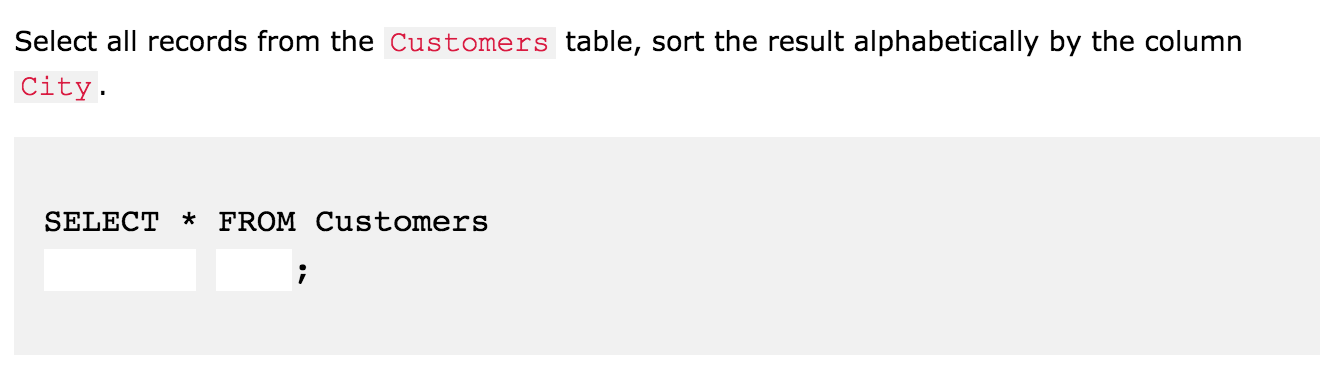 Select all records from the Customers table, sort the result alphabetically by the column
City.
SELECT * FROM Customers
;